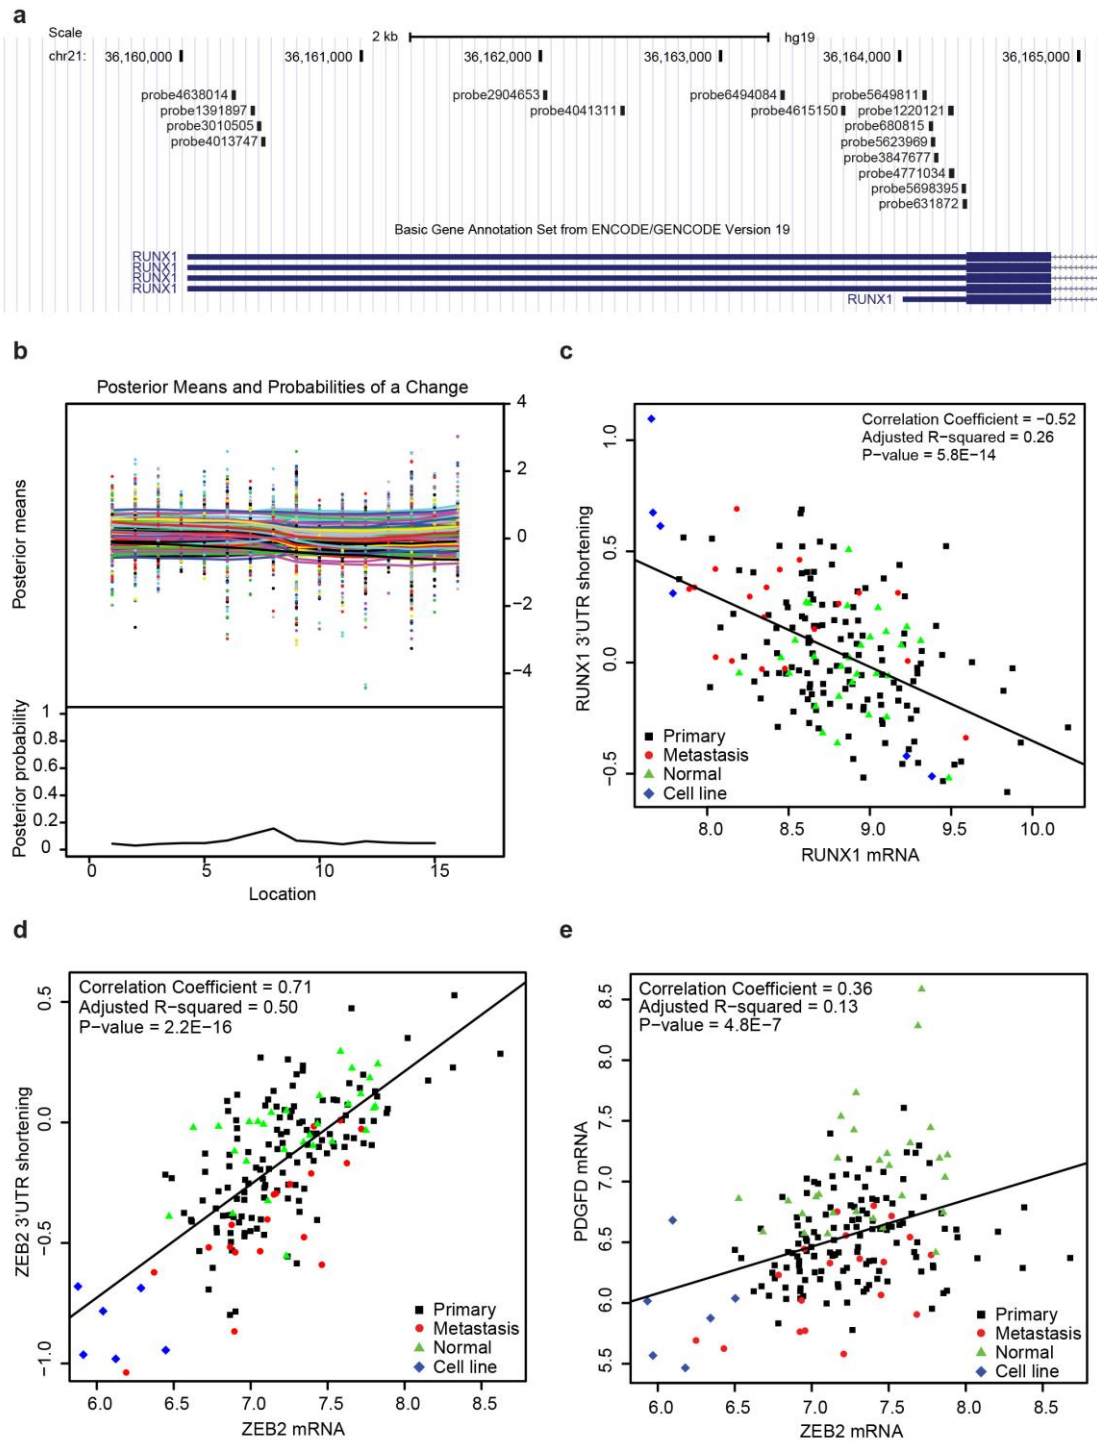 a
Scale 2 kb hg19
chr21: 36,160,000 36,161,000 36,162,000 36,163,000 36,164,000 36,165,000
probe4638014 probe2904653 probe6494084 probe5649811
probe1391897 probe4041311 probe4615150 probe1220121
probe3010505 probe680815
probe4013747 probe5623969
probe3847677
probe4771034
probe5698395
probe631872
Basic Gene Annotation Set from ENCODE/GENCODE Version 19
RUNX1
RUNX1
RUNX1
RUNX1
RUNX1
b
Posterior Means and Probabilities of a Change
Posterior means
4
2
0
−2
−4
Posterior probability
1
0.8
0.6
0.4
0.2
0
0 5 10 15
Location
c
Correlation Coefficient = −0.52
Adjusted R−squared = 0.26
P−value = 5.8E−14
RUNX1 3'UTR shortening
1.0
0.5
0.0
−0.5
Primary
Metastasis
Normal
Cell line
8.0 8.5 9.0 9.5 10.0
RUNX1 mRNA
d
Correlation Coefficient = 0.71
Adjusted R−squared = 0.50
P−value = 2.2E−16
ZEB2 3'UTR shortening
0.5
0.0
−0.5
−1.0
Primary
Metastasis
Normal
Cell line
6.0 6.5 7.0 7.5 8.0 8.5
ZEB2 mRNA
e
Correlation Coefficient = 0.36
Adjusted R−squared = 0.13
P−value = 4.8E−7
PDGFD mRNA
8.5
8.0
7.5
7.0
6.5
6.0
5.5
Primary
Metastasis
Normal
Cell line
6.0 6.5 7.0 7.5 8.0 8.5
ZEB2 mRNA